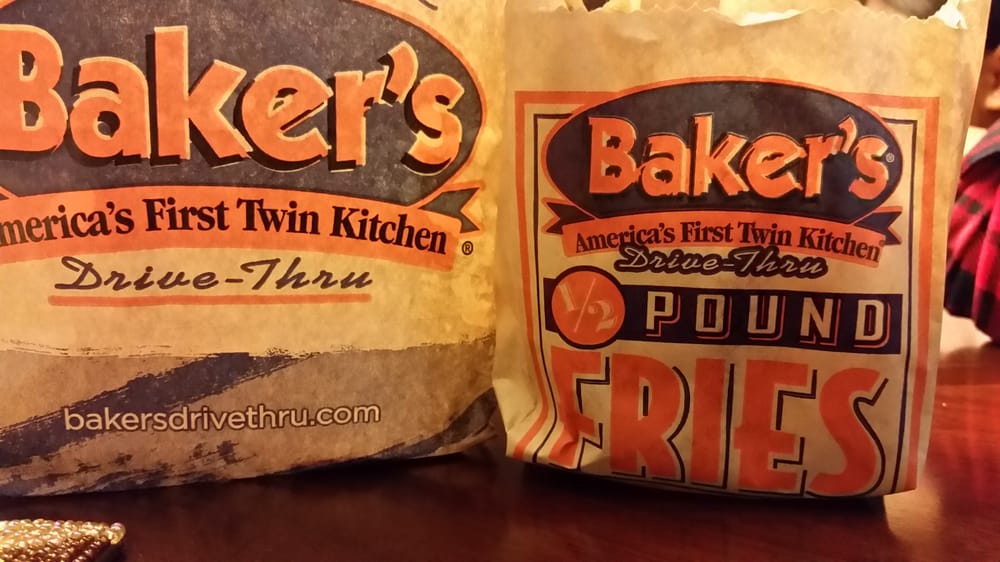 Baker's
America's First Twin Kitchen ®
Drive-Thru
bakersdrivethru.com
Baker's ®
America's First Twin Kitchen
Drive-Thru
1/2 POUND
FRIES